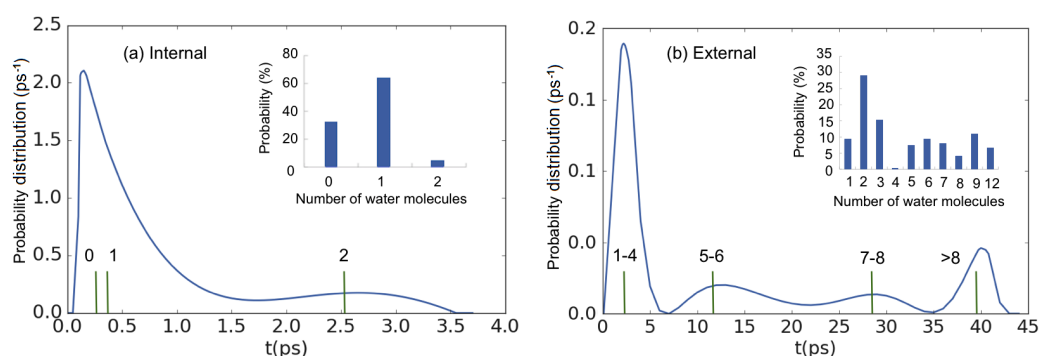 (a) Internal
Probability distribution (ps⁻¹)
2.5
2.0
1.5
1.0
0.5
0.0
0.0 0.5 1.0 1.5 2.0 2.5 3.0 3.5 4.0
t(ps)
0 1 2
Probability (%)
80
60
40
20
0 1 2
Number of water molecules
(b) External
Probability distribution (ps⁻¹)
0.2
0.1
0.1
0.0
0.0
0 5 10 15 20 25 30 35 40 45
t(ps)
1-4 5-6 7-8 >8
Probability (%)
35
30
25
20
15
10
5
0
1 2 3 4 5 6 7 8 9 12
Number of water molecules